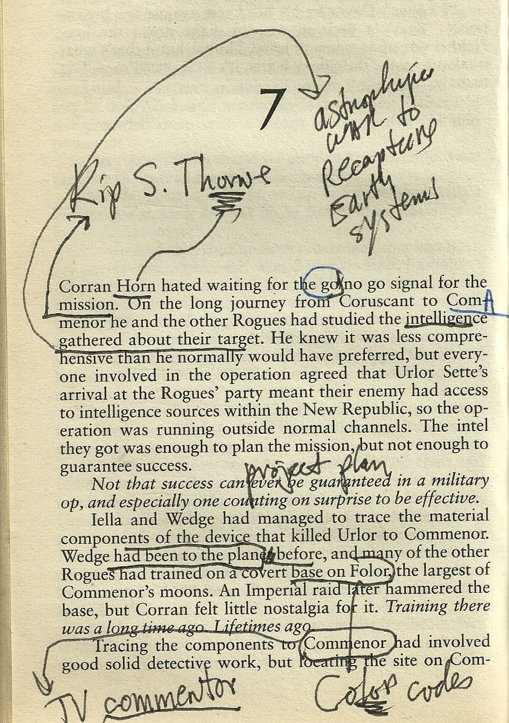 7
astrophysics
WAR to
Recapture
Earth
systems
Kip S. Thorne
Corran Horn hated waiting for the go/no go signal for the
mission. On the long journey from Coruscant to Com-
A
menor he and the other Rogues had studied the intelligence
gathered about their target. He knew it was less compre-
hensive than he normally would have preferred, but every-
one involved in the operation agreed that Urlor Sette's
arrival at the Rogues' party meant their enemy had access
to intelligence sources within the New Republic, so the op-
eration was running outside normal channels. The intel
they got was enough to plan the mission, but not enough to
guarantee success.
project plan
Not that success can ever be guaranteed in a military
op, and especially one counting on surprise to be effective.
Iella and Wedge had managed to trace the material
components of the device that killed Urlor to Commenor.
Wedge had been to the planet before, and many of the other
Rogues had trained on a covert base on Folor, the largest of
Commenor's moons. An Imperial raid later hammered the
base, but Corran felt little nostalgia for it. Training there
was a long time ago. Lifetimes ago.
Tracing the components to Commenor had involved
good solid detective work, but locating the site on Com-
TV commentor
Color codes